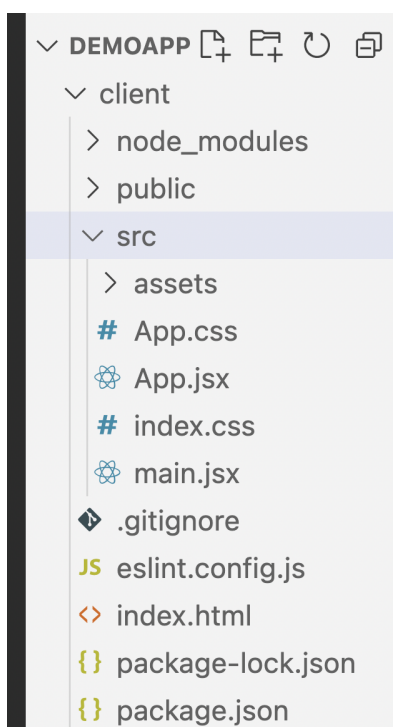 DEMOAPP
client
node_modules
public
src
assets
# App.css
App.jsx
# index.css
main.jsx
.gitignore
JS eslint.config.js
<> index.html
{} package-lock.json
{} package.json